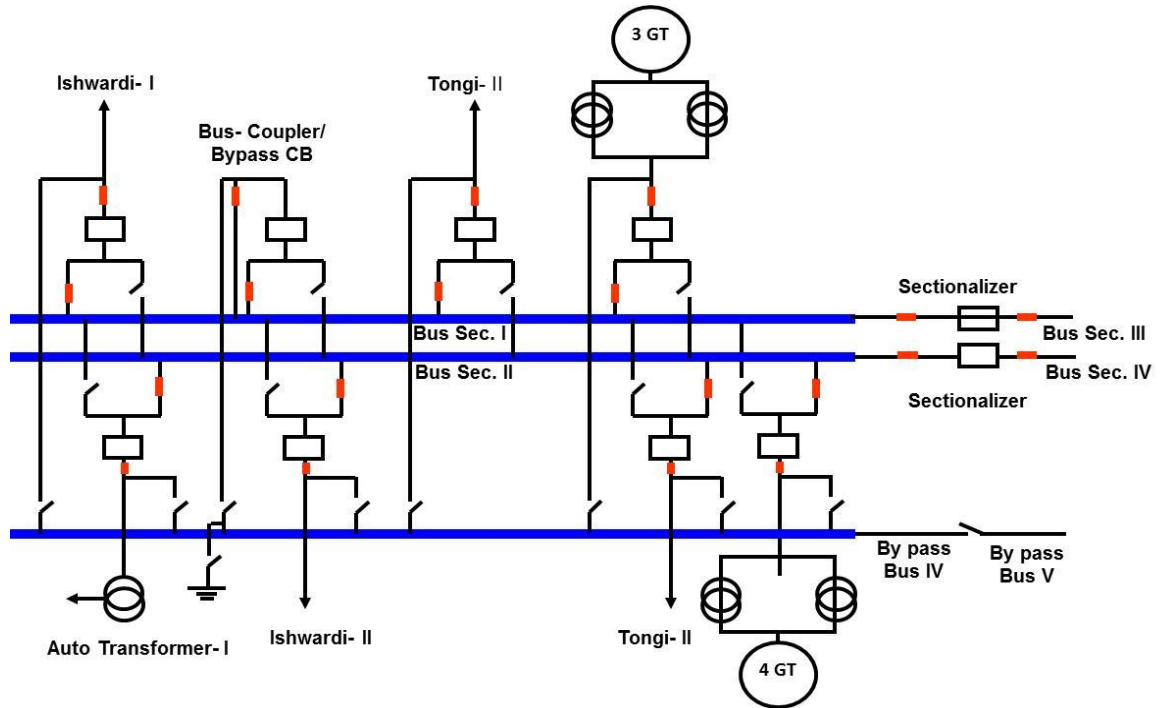 3 GT
Ishwardi- I
Tongi- II
Bus- Coupler/
Bypass CB
Sectionalizer
Bus Sec. I
Bus Sec. III
Bus Sec. II
Bus Sec. IV
Sectionalizer
By pass
Bus IV
By pass
Bus V
Auto Transformer- I
Ishwardi- II
Tongi- II
4 GT